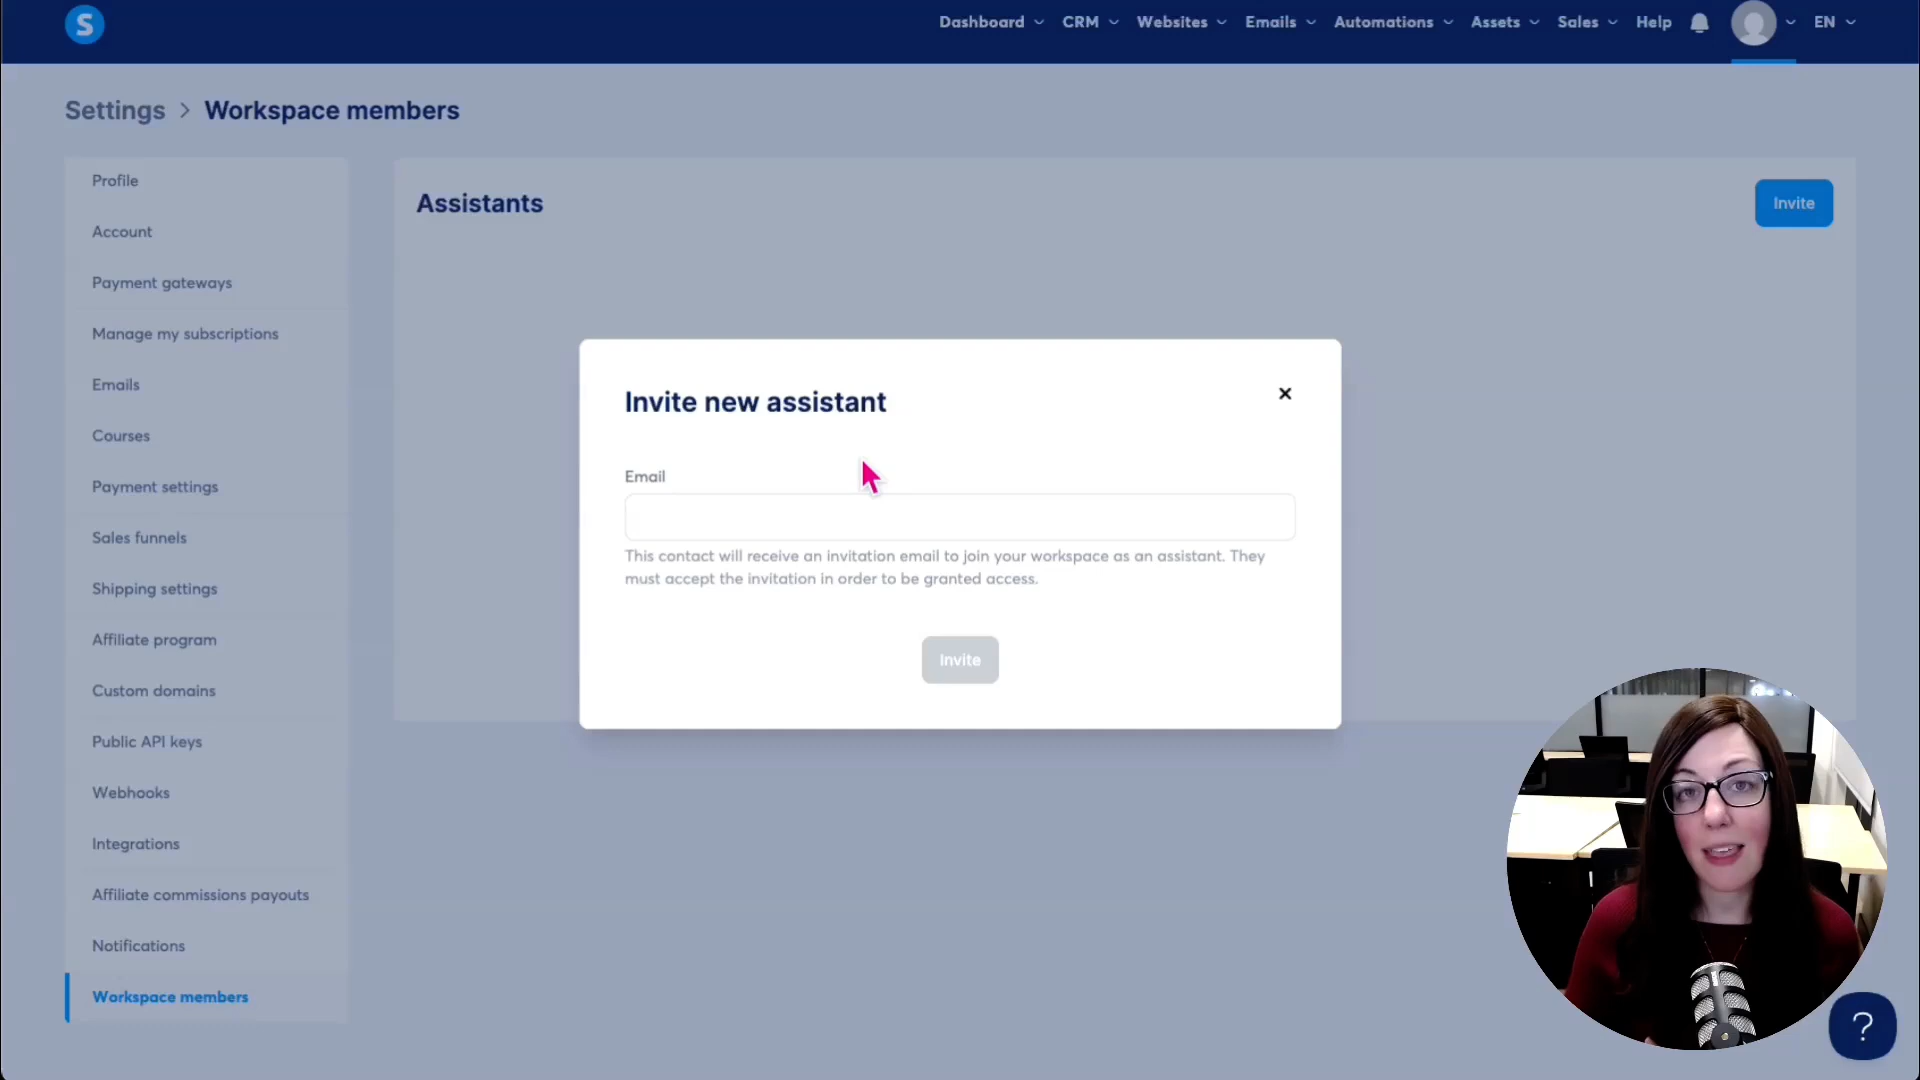 S
Dashboard
CRM
Websites
Emails
Automations
Assets
Sales
Help
EN
Settings > Workspace members
Profile
Account
Payment gateways
Manage my subscriptions
Emails
Courses
Payment settings
Sales funnels
Shipping settings
Affiliate program
Custom domains
Public API keys
Webhooks
Integrations
Affiliate commissions payouts
Notifications
Workspace members
Assistants
Invite
Invite new assistant
Email
This contact will receive an invitation email to join your workspace as an assistant. They
must accept the invitation in order to be granted access.
Invite
?